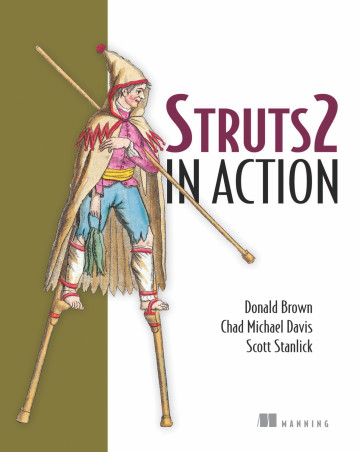 STRUTS2
IN ACTION
Donald Brown
Chad Michael Davis
Scott Stanlick
MANNING